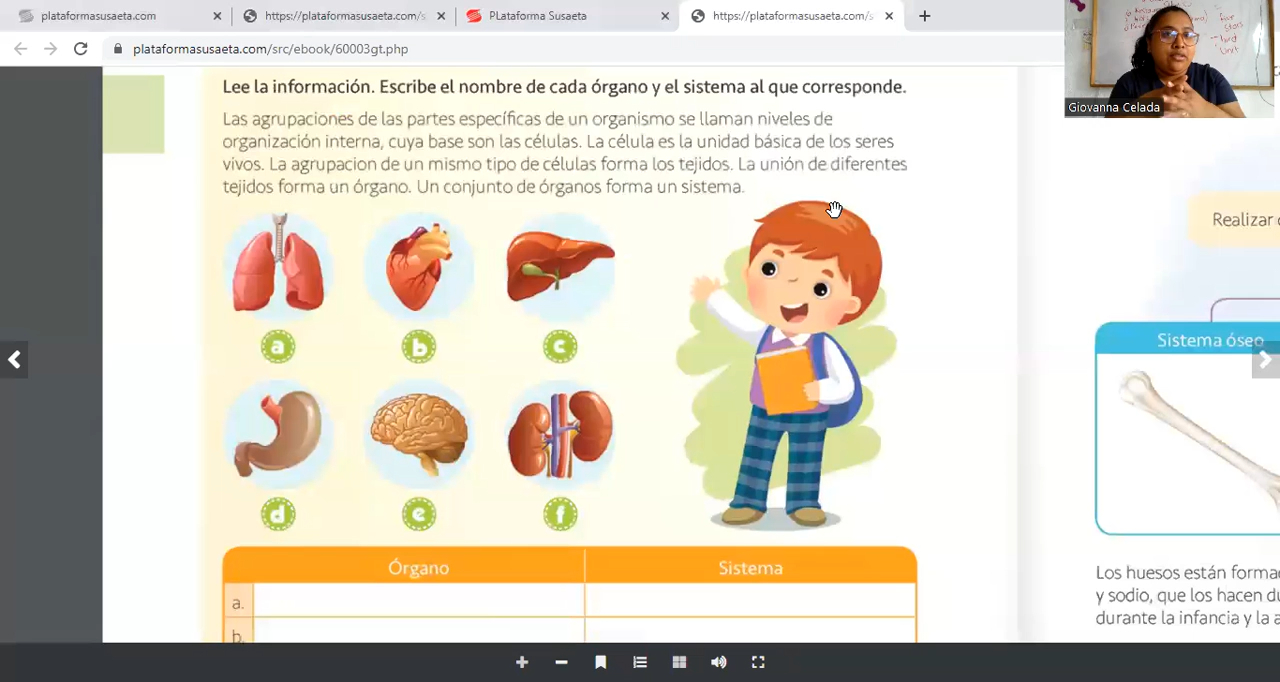 plataformasusaeta.com
https://plataformasusaeta.com/s
PLataforma Susaeta
https://plataformasusaeta.com/s
plataformasusaeta.com/src/ebook/60003gt.php
Giovanna Celada
Lee la información. Escribe el nombre de cada órgano y el sistema al que corresponde.
Las agrupaciones de las partes específicas de un organismo se llaman niveles de
organización interna, cuya base son las células. La célula es la unidad básica de los seres
vivos. La agrupacion de un mismo tipo de células forma los tejidos. La unión de diferentes
tejidos forma un órgano. Un conjunto de órganos forma un sistema.
a
b
c
d
e
f
Órgano
Sistema
a.
b.
Realizar
Sistema óseo
Los huesos están forma
y sodio, que los hacen du
durante la infancia y la a